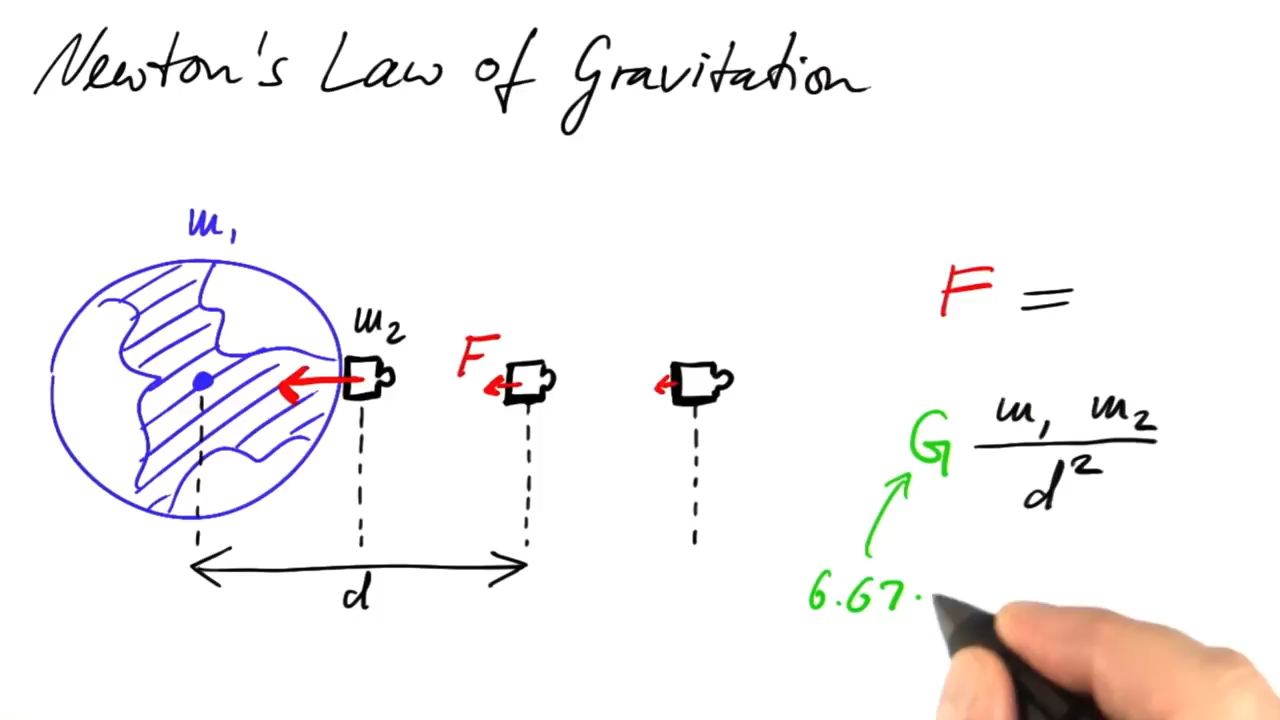 Newton's Law of Gravitation
m₁
m₂
F
d
F =
G m₁ m₂
d²
6.67·